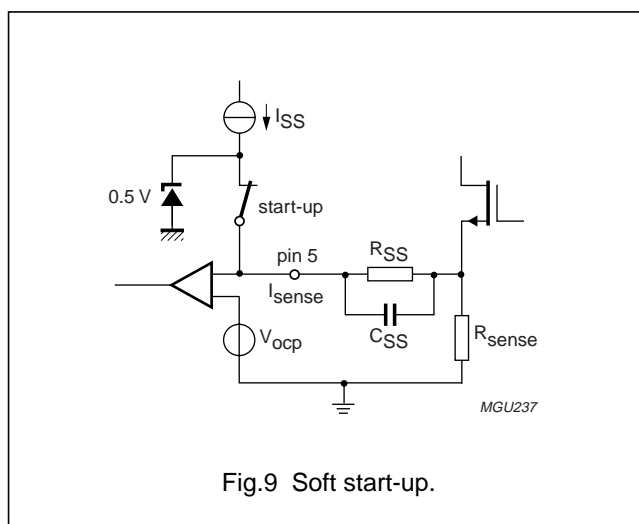 I_SS
0.5 V
start-up
pin 5
I_sense
R_SS
C_SS
V_ocp
R_sense
MGU237
Fig.9 Soft start-up.